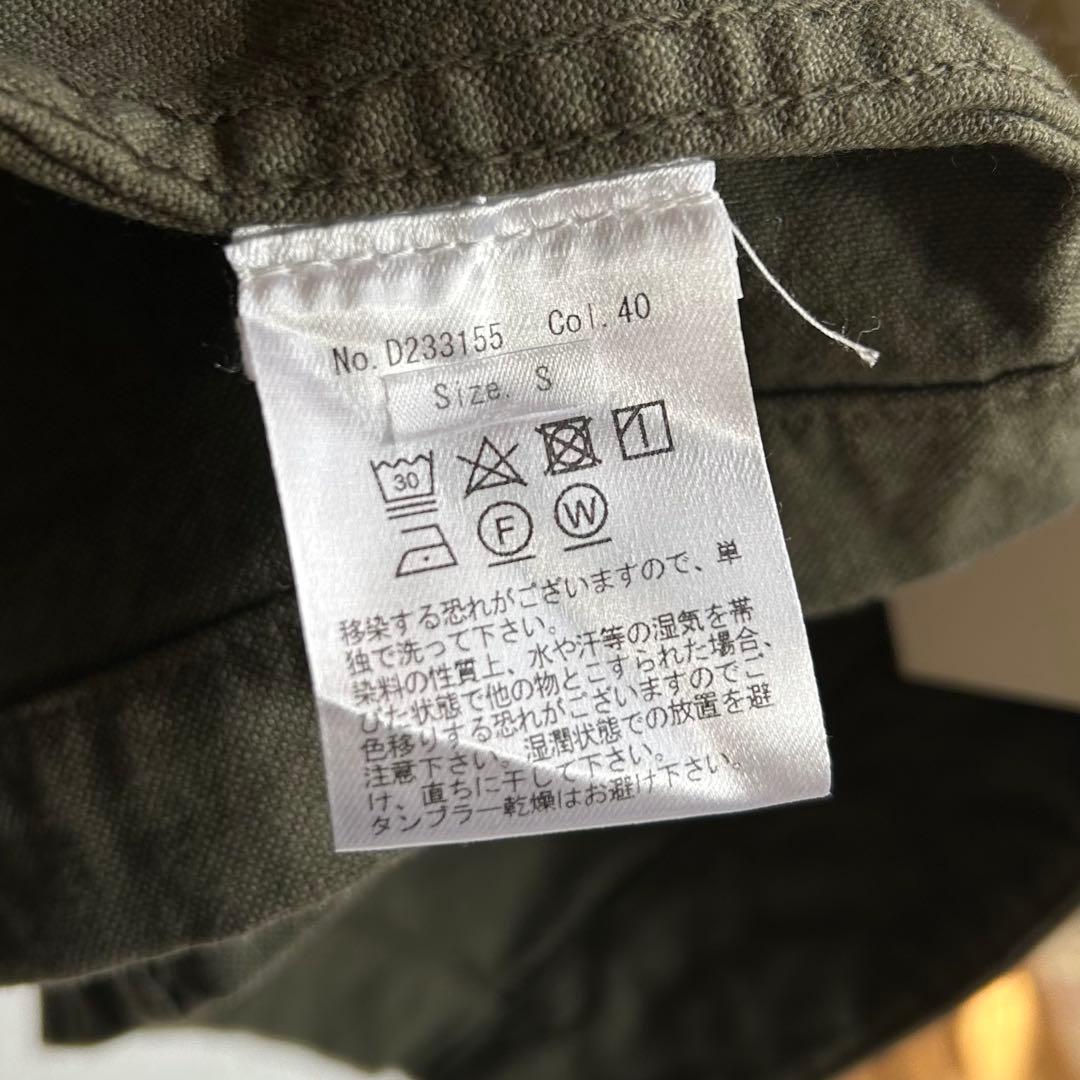 No. D233155 Col. 40
Size. S
30
F W
移染する恐れがございますので、単
独で洗って下さい。
染料の性質上、水や汗等の湿気を帯
びた状態で他の物とこすられた場合、
色移りする恐れがございますのでご
注意下さい。湿潤状態での放置を避
け、直ちに干して下さい。
タンブラー乾燥はお避け下さい。